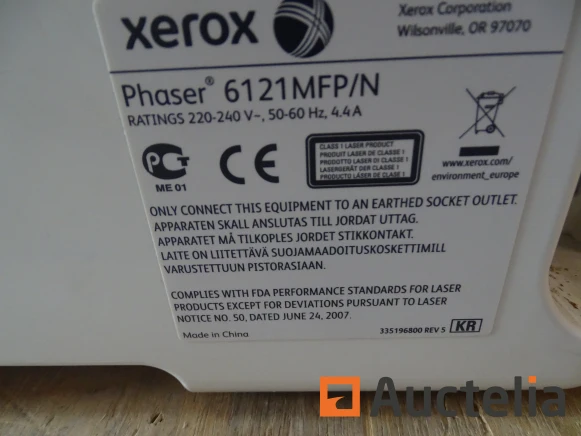 xerox
Xerox Corporation
Wilsonville, OR 97070
Phaser® 6121MFP/N
RATINGS 220-240 V~, 50-60 Hz, 4.4 A
CLASS 1 LASER PRODUCT
PRODUIT LASER DE CLASSE 1
PRODOTTO LASER DI CLASSE 1
LASERGERÄT DER CLASSE 1
PRODUCTO LÁSER DE CLASSE 1
PCT
ME 01
CE
www.xerox.com/
environment_europe
ONLY CONNECT THIS EQUIPMENT TO AN EARTHED SOCKET OUTLET.
APPARATEN SKALL ANSLUTAS TILL JORDAT UTTAG.
APPARATET MÅ TILKOPLES JORDET STIKKONTAKT.
LAITE ON LIITETTÄVÄ SUOJAMAADOITUSKOSKETTIMILL
VARUSTETTUUN PISTORASIAAN.
COMPLIES WITH FDA PERFORMANCE STANDARDS FOR LASER
PRODUCTS EXCEPT FOR DEVIATIONS PURSUANT TO LASER
NOTICE NO. 50, DATED JUNE 24, 2007.
Made in China
335196800 REV 5 KR
Auctelia